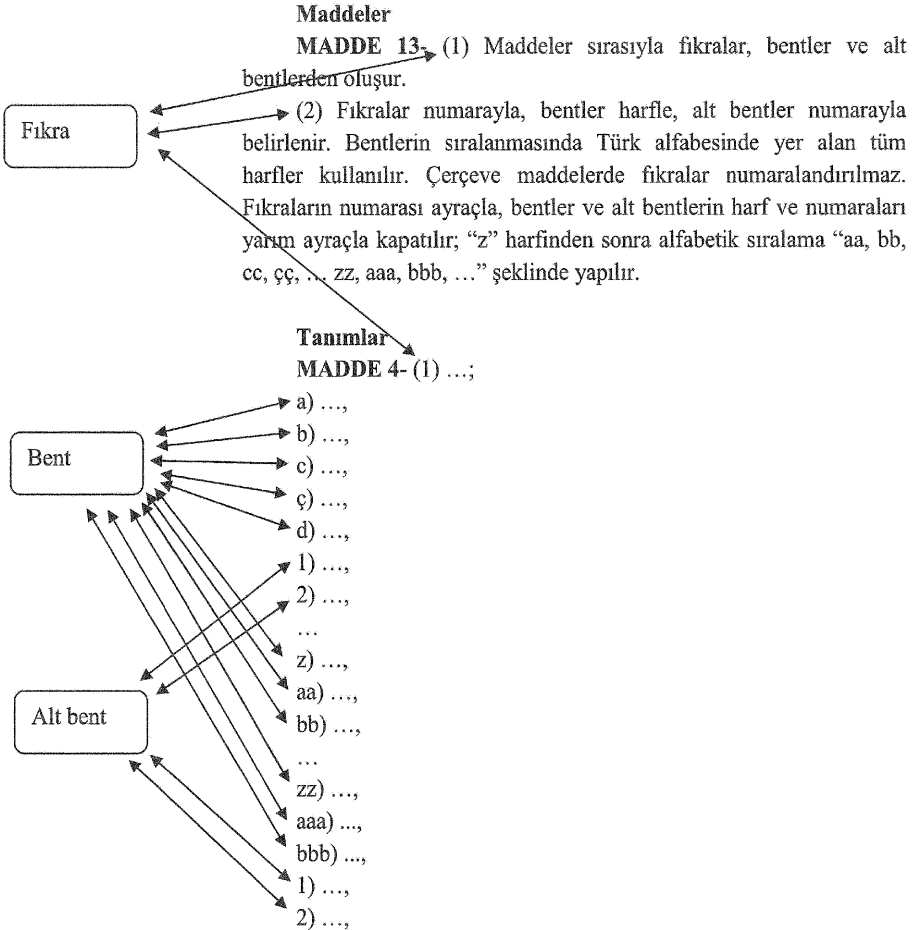 Maddeler
MADDE 13- (1) Maddeler sırasıyla fıkralar, bentler ve alt
bentlerden oluşur.
Fıkra
(2) Fıkralar numarayla, bentler harfle, alt bentler numarayla
belirlenir. Bentlerin sıralanmasında Türk alfabesinde yer alan tüm
harfler kullanılır. Çerçeve maddelerde fıkralar numaralandırılmaz.
Fıkraların numarası ayraçla, bentler ve alt bentlerin harf ve numaraları
yarım ayraçla kapatılır; “z” harfinden sonra alfabetik sıralama “aa, bb,
cc, çç, … zz, aaa, bbb, …” şeklinde yapılır.
Tanımlar
MADDE 4- (1) …;
a) …,
b) …,
Bent
c) …,
ç) …,
d) …,
1) …,
2) …,
…
z) …,
aa) …,
Alt bent
bb) …,
…
zz) …,
aaa) ...,
bbb) ...,
1) …,
2) …,